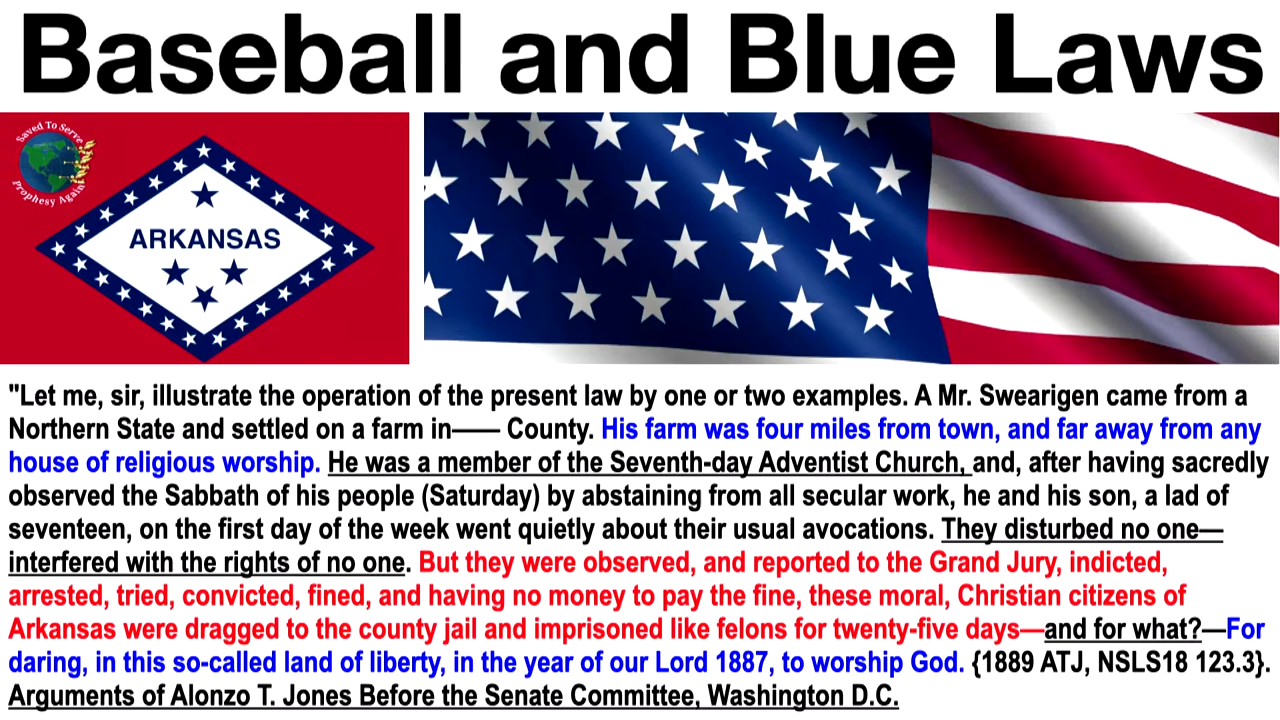 Baseball and Blue Laws
Saved To Serve
Prophesy Again
ARKANSAS
"Let me, sir, illustrate the operation of the present law by one or two examples. A Mr. Swearigen came from a
Northern State and settled on a farm in—— County. His farm was four miles from town, and far away from any
house of religious worship. He was a member of the Seventh-day Adventist Church, and, after having sacredly
observed the Sabbath of his people (Saturday) by abstaining from all secular work, he and his son, a lad of
seventeen, on the first day of the week went quietly about their usual avocations. They disturbed no one—
interfered with the rights of no one. But they were observed, and reported to the Grand Jury, indicted,
arrested, tried, convicted, fined, and having no money to pay the fine, these moral, Christian citizens of
Arkansas were dragged to the county jail and imprisoned like felons for twenty-five days—and for what?—For
daring, in this so-called land of liberty, in the year of our Lord 1887, to worship God. {1889 ATJ, NSLS18 123.3}.
Arguments of Alonzo T. Jones Before the Senate Committee, Washington D.C.